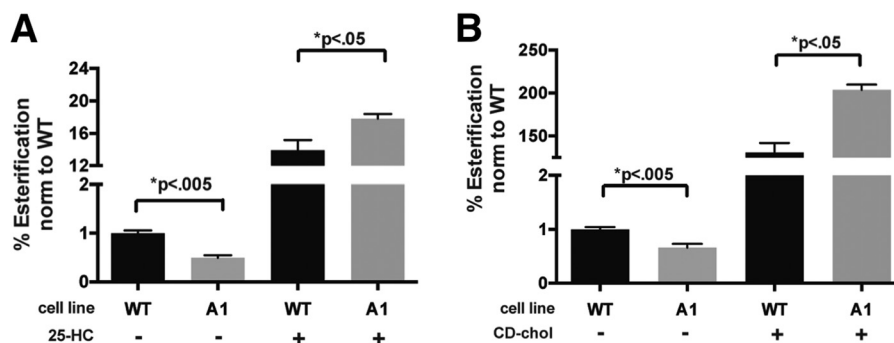 A
% Esterification
norm to WT
24
20
16
12
2
1
0
*p<.005
*p<.05
cell line WT A1 WT A1
25-HC - - + +
B
% Esterification
norm to WT
250
200
150
2
1
0
*p<.005
*p<.05
cell line WT A1 WT A1
CD-chol - - + +